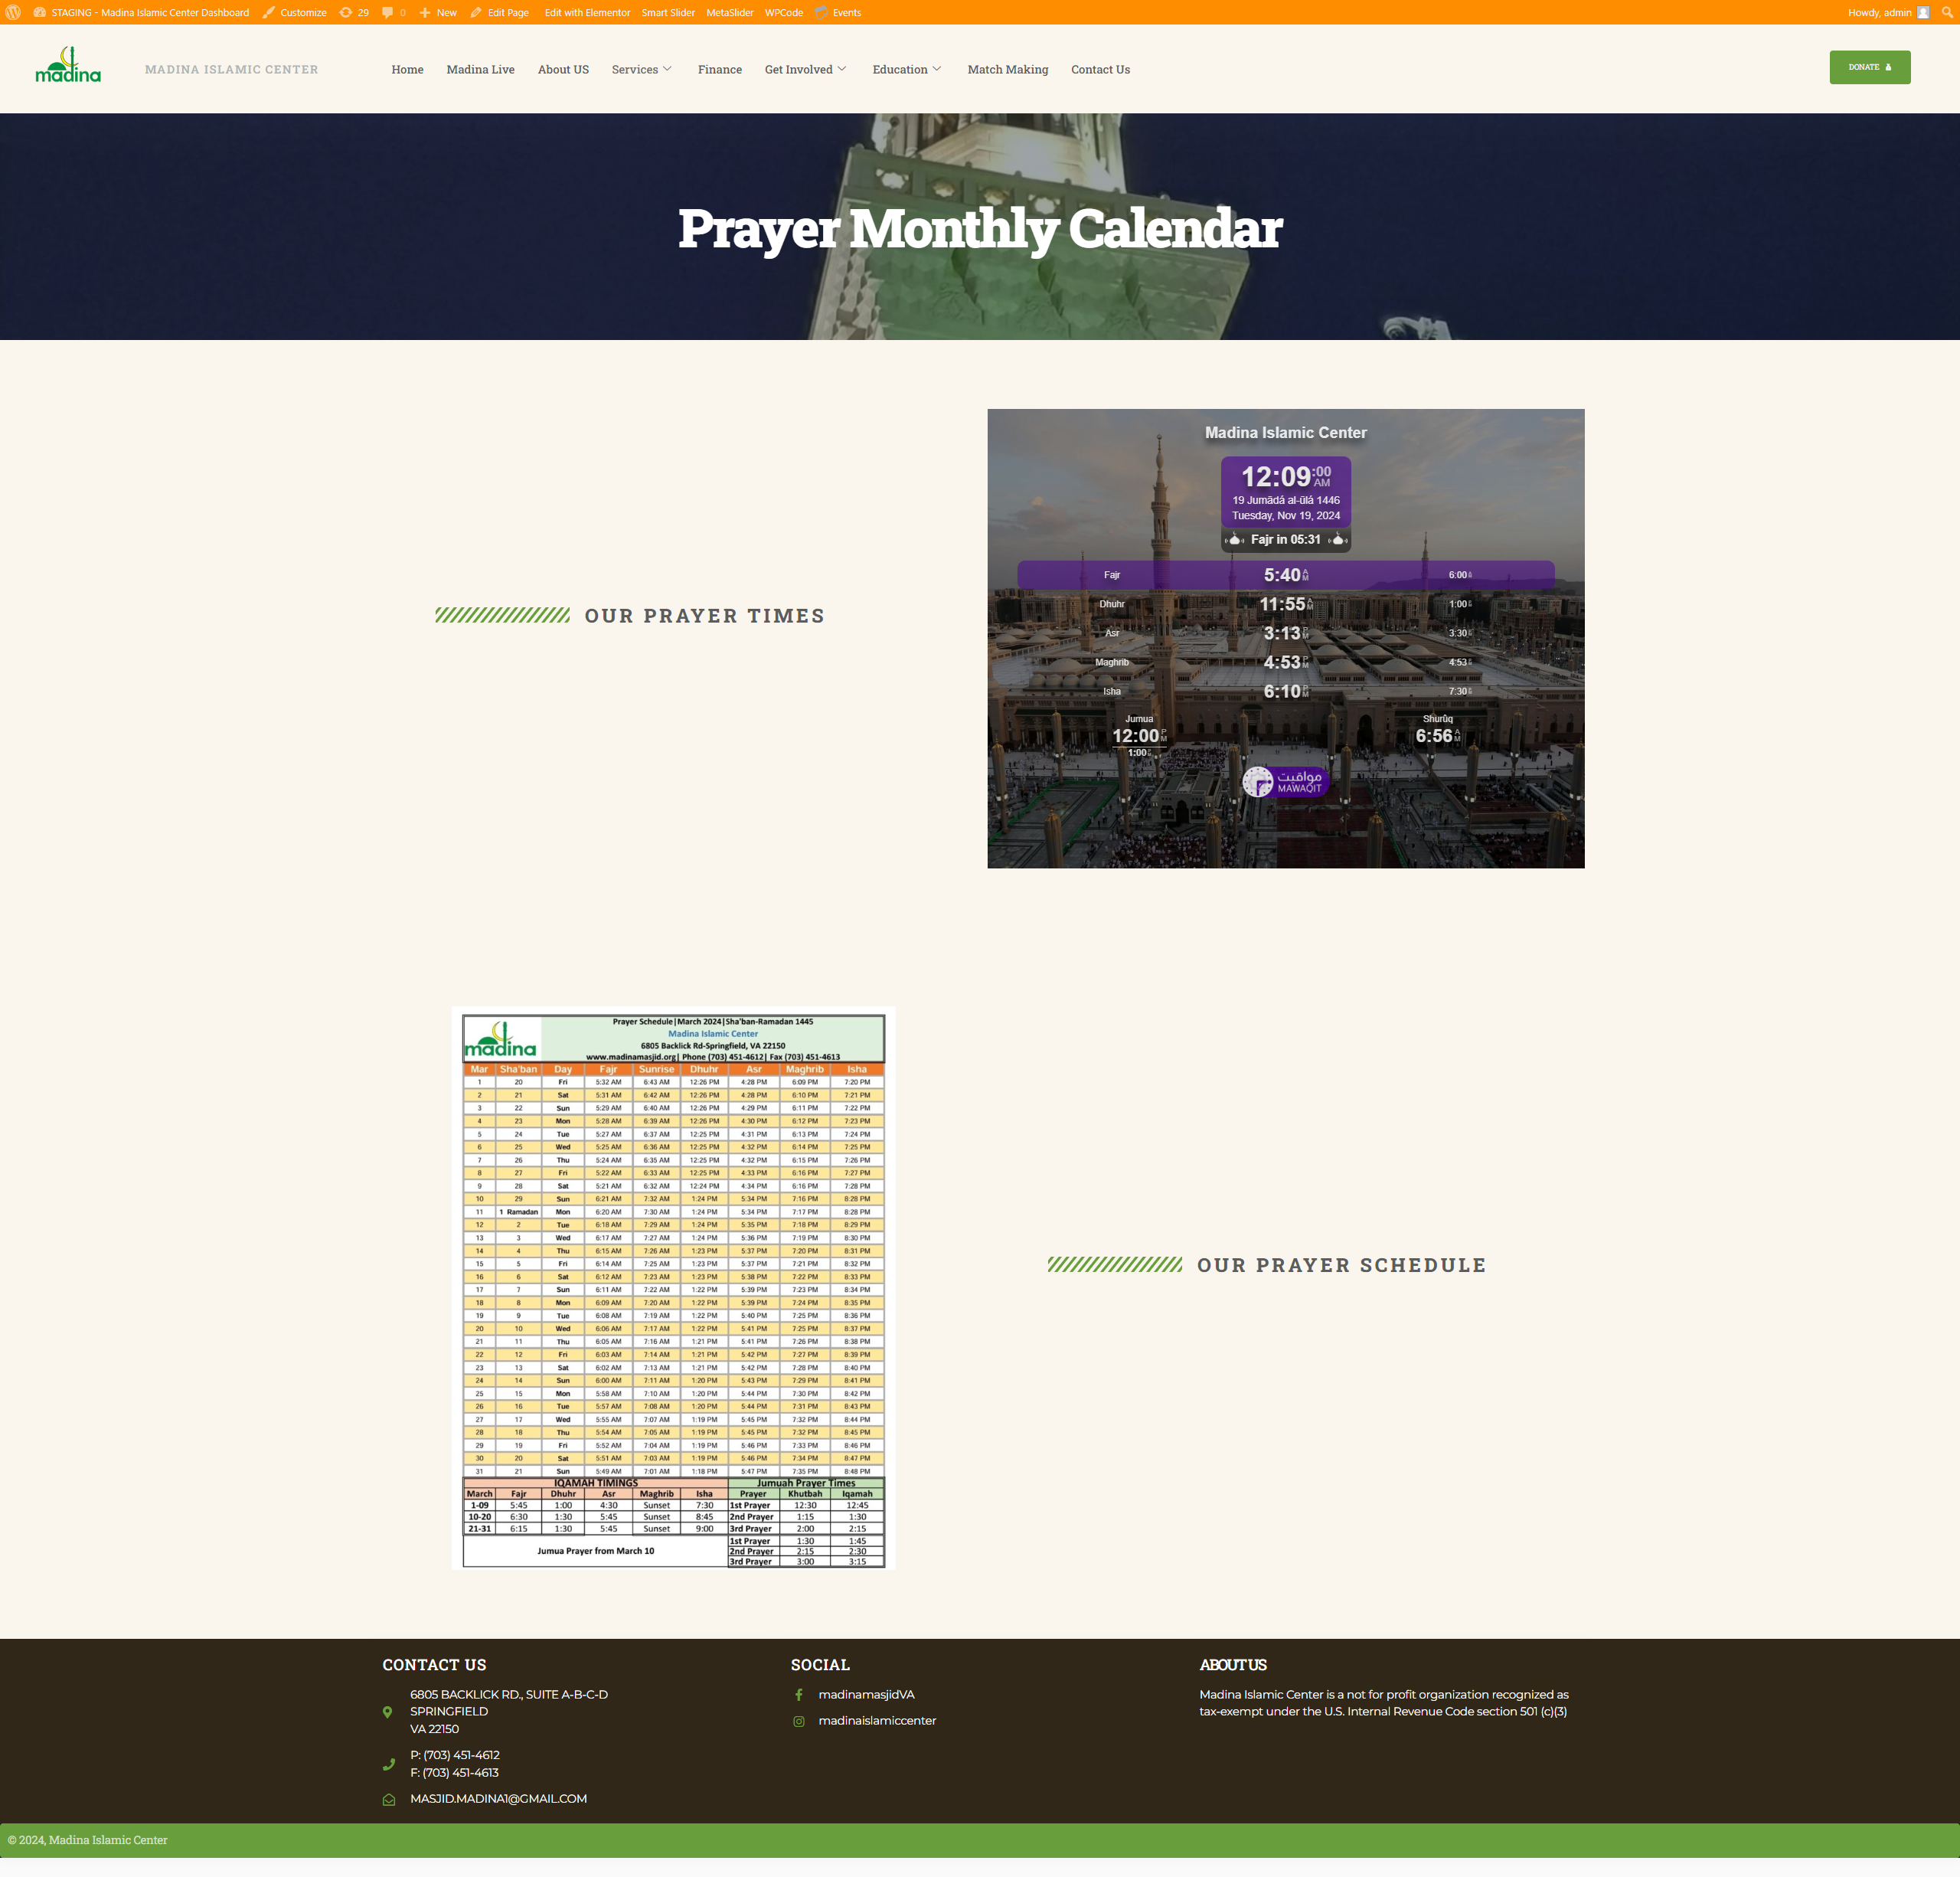 STAGING - Madina Islamic Center Dashboard Customize 29 0 New Edit Page Edit with Elementor Smart Slider MetaSlider WPCode Events Howdy, admin
madina MADINA ISLAMIC CENTER Home Madina Live About US Services Finance Get Involved Education Match Making Contact Us DONATE
Prayer Monthly Calendar
OUR PRAYER TIMES
Madina Islamic Center
12:09:00 AM
19 Jumādá al-ūlá 1446
Tuesday, Nov 19, 2024
Fajr in 05:31
Fajr 5:40 AM 6:00
Dhuhr 11:55 AM 1:00
Asr 3:13 PM 3:30
Maghrib 4:53 PM 4:53
Isha 6:10 PM 7:30
Jumua Shurûq
12:00 PM 6:56 AM
1:00
مواقيت
MAWAQIT
Prayer Schedule|March 2024|Sha'ban-Ramadan 1445
madina Madina Islamic Center
6805 Backlick Rd-Springfield, VA 22150
www.madinamasjid.org| Phone (703) 451-4612| Fax (703) 451-4613
Mar Sha'ban Day Fajr Sunrise Dhuhr Asr Maghrib Isha
1 20 Fri 5:32 AM 6:43 AM 12:26 PM 4:28 PM 6:09 PM 7:20 PM
2 21 Sat 5:31 AM 6:42 AM 12:26 PM 4:28 PM 6:10 PM 7:21 PM
3 22 Sun 5:29 AM 6:40 AM 12:26 PM 4:29 PM 6:11 PM 7:22 PM
4 23 Mon 5:28 AM 6:39 AM 12:26 PM 4:30 PM 6:12 PM 7:23 PM
5 24 Tue 5:27 AM 6:37 AM 12:25 PM 4:31 PM 6:13 PM 7:24 PM
6 25 Wed 5:25 AM 6:36 AM 12:25 PM 4:32 PM 6:14 PM 7:25 PM
7 26 Thu 5:24 AM 6:35 AM 12:25 PM 4:32 PM 6:15 PM 7:26 PM
8 27 Fri 5:22 AM 6:33 AM 12:25 PM 4:33 PM 6:16 PM 7:27 PM
9 28 Sat 5:21 AM 6:32 AM 12:24 PM 4:34 PM 6:16 PM 7:28 PM
10 29 Sun 6:21 AM 7:32 AM 1:24 PM 5:34 PM 7:16 PM 8:28 PM
11 1 Ramadan Mon 6:20 AM 7:30 AM 1:24 PM 5:34 PM 7:17 PM 8:28 PM
12 2 Tue 6:18 AM 7:29 AM 1:24 PM 5:35 PM 7:18 PM 8:29 PM
13 3 Wed 6:17 AM 7:27 AM 1:24 PM 5:36 PM 7:19 PM 8:30 PM
14 4 Thu 6:15 AM 7:26 AM 1:23 PM 5:37 PM 7:20 PM 8:31 PM
15 5 Fri 6:14 AM 7:25 AM 1:23 PM 5:37 PM 7:21 PM 8:32 PM
16 6 Sat 6:12 AM 7:23 AM 1:23 PM 5:38 PM 7:22 PM 8:33 PM
17 7 Sun 6:11 AM 7:22 AM 1:22 PM 5:39 PM 7:23 PM 8:34 PM
18 8 Mon 6:09 AM 7:20 AM 1:22 PM 5:39 PM 7:24 PM 8:35 PM
19 9 Tue 6:08 AM 7:19 AM 1:22 PM 5:40 PM 7:25 PM 8:36 PM
20 10 Wed 6:06 AM 7:17 AM 1:22 PM 5:41 PM 7:25 PM 8:37 PM
21 11 Thu 6:05 AM 7:16 AM 1:21 PM 5:41 PM 7:26 PM 8:38 PM
22 12 Fri 6:03 AM 7:14 AM 1:21 PM 5:42 PM 7:27 PM 8:39 PM
23 13 Sat 6:02 AM 7:13 AM 1:21 PM 5:42 PM 7:28 PM 8:40 PM
24 14 Sun 6:00 AM 7:11 AM 1:20 PM 5:43 PM 7:29 PM 8:41 PM
25 15 Mon 5:58 AM 7:10 AM 1:20 PM 5:44 PM 7:30 PM 8:42 PM
26 16 Tue 5:57 AM 7:08 AM 1:20 PM 5:44 PM 7:31 PM 8:43 PM
27 17 Wed 5:55 AM 7:07 AM 1:19 PM 5:45 PM 7:32 PM 8:44 PM
28 18 Thu 5:54 AM 7:05 AM 1:19 PM 5:45 PM 7:32 PM 8:45 PM
29 19 Fri 5:52 AM 7:04 AM 1:19 PM 5:46 PM 7:33 PM 8:46 PM
30 20 Sat 5:51 AM 7:03 AM 1:19 PM 5:46 PM 7:34 PM 8:47 PM
31 21 Sun 5:49 AM 7:01 AM 1:18 PM 5:47 PM 7:35 PM 8:48 PM
IQAMAH TIMINGS Jumuah Prayer Times
March Fajr Dhuhr Asr Maghrib Isha Prayer Khutbah Iqamah
1-09 5:45 1:00 4:30 Sunset 7:30 1st Prayer 12:30 12:45
10-20 6:30 1:30 5:45 Sunset 8:45 2nd Prayer 1:15 1:30
21-31 6:15 1:30 5:45 Sunset 9:00 3rd Prayer 2:00 2:15
1st Prayer 1:30 1:45
Jumua Prayer from March 10 2nd Prayer 2:15 2:30
3rd Prayer 3:00 3:15
OUR PRAYER SCHEDULE
CONTACT US
6805 BACKLICK RD., SUITE A-B-C-D
SPRINGFIELD
VA 22150
P: (703) 451-4612
F: (703) 451-4613
MASJID.MADINA1@GMAIL.COM
SOCIAL
madinamasjidVA
madinaislamiccenter
ABOUT US
Madina Islamic Center is a not for profit organization recognized as
tax-exempt under the U.S. Internal Revenue Code section 501 (c)(3)
© 2024, Madina Islamic Center